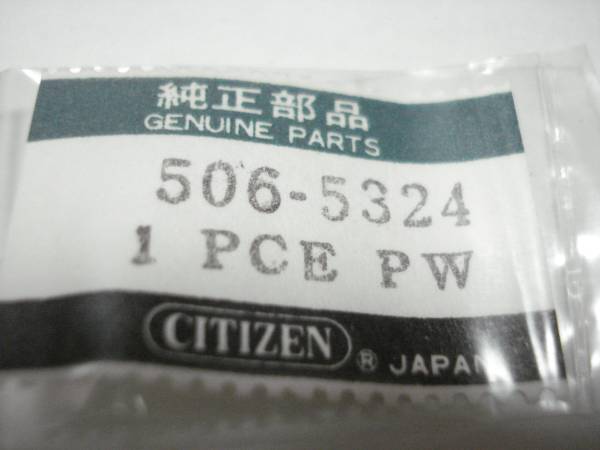 純正部品
GENUINE PARTS
506-5324
1 PCE PW
CITIZEN ® JAPAN